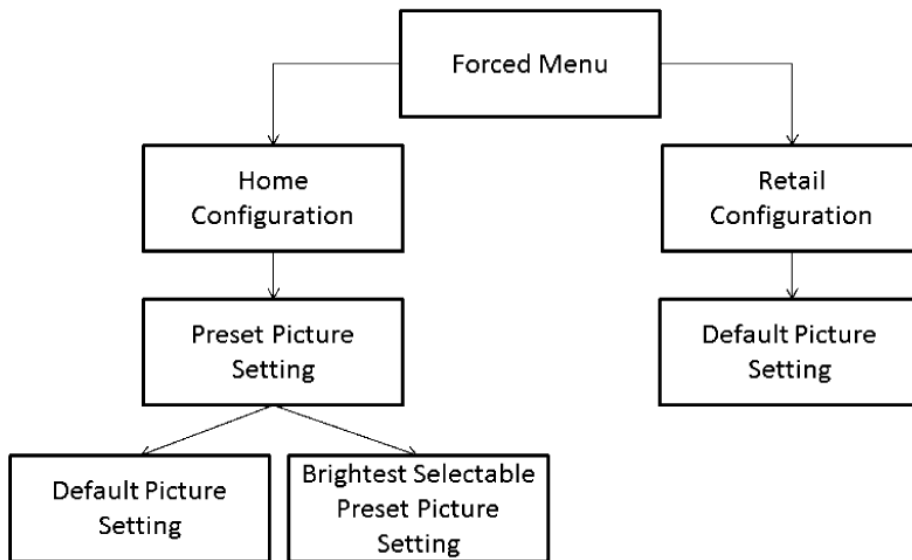 Forced Menu
Home
Configuration
Retail
Configuration
Preset Picture
Setting
Default Picture
Setting
Default Picture
Setting
Brightest Selectable
Preset Picture
Setting